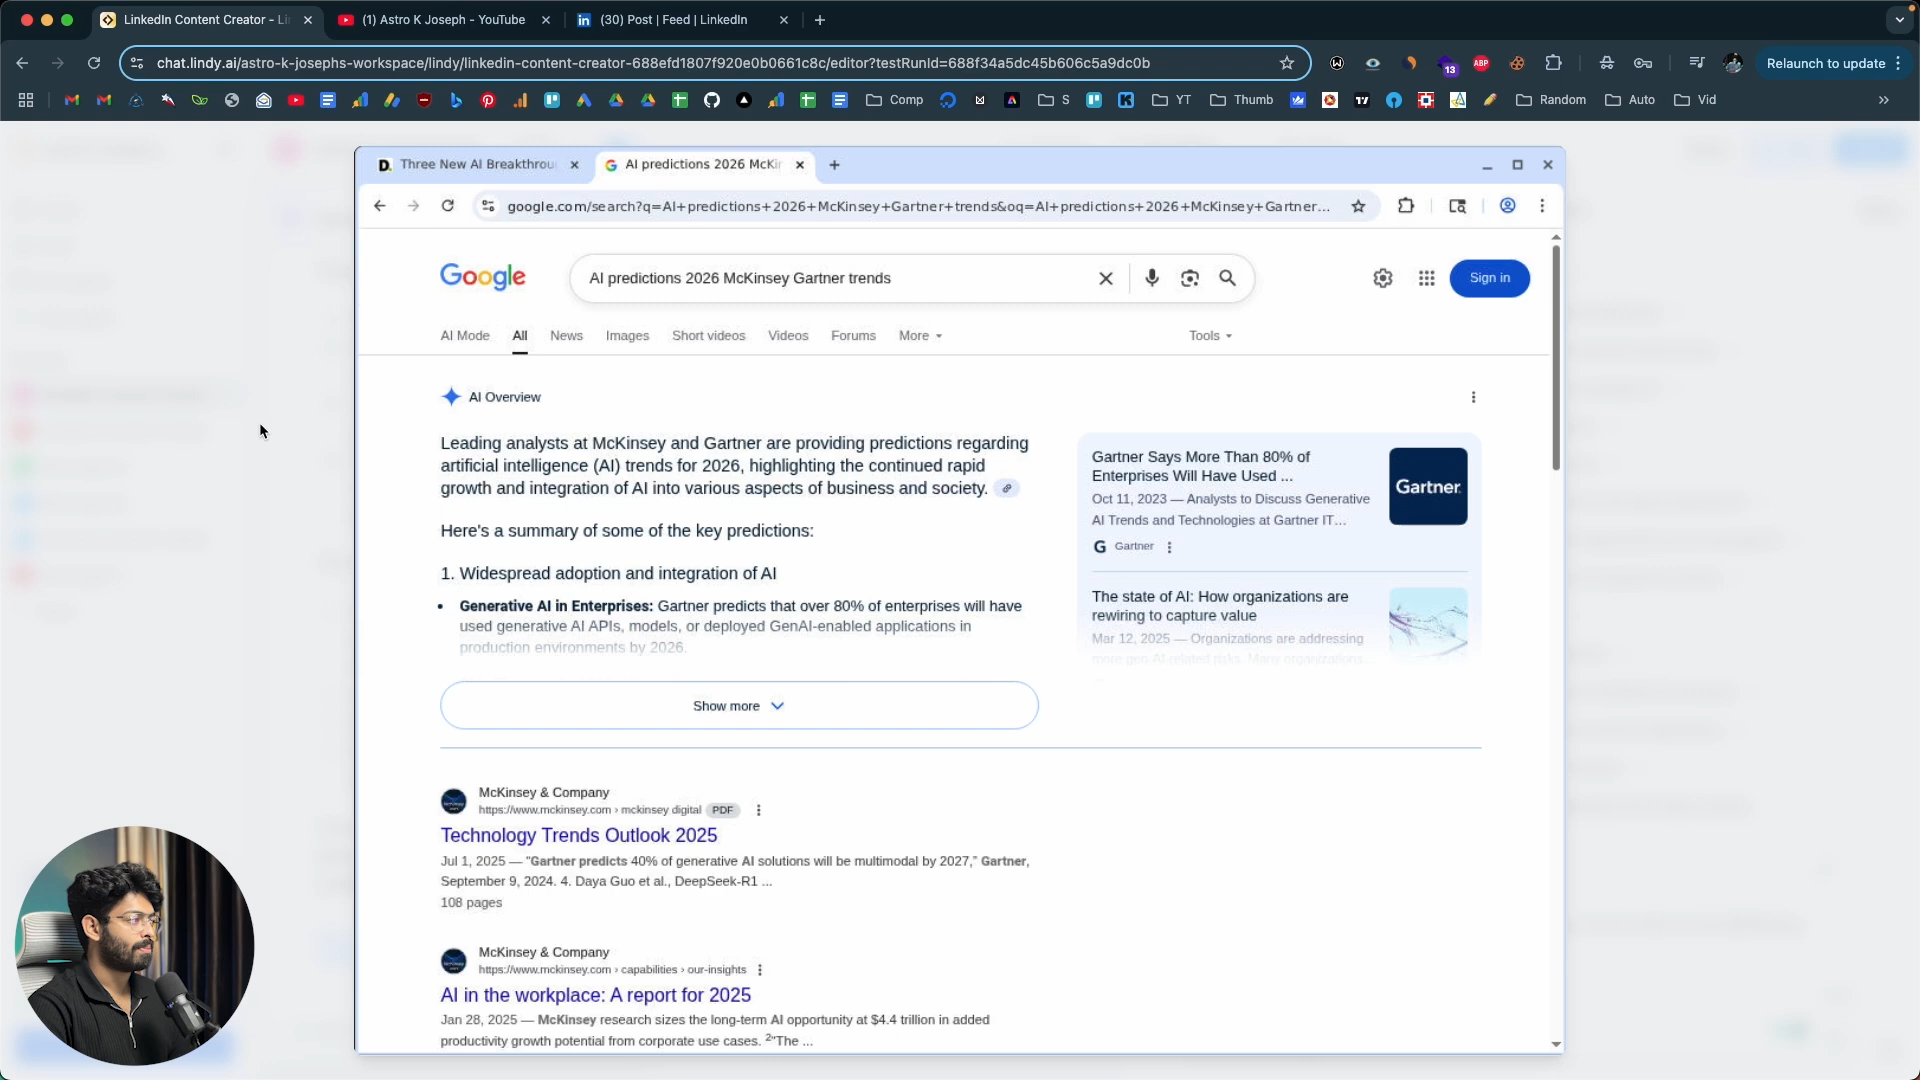 LinkedIn Content Creator - Li
(1) Astro K Joseph - YouTube
(30) Post | Feed | LinkedIn
chat.lindy.ai/astro-k-josephs-workspace/lindy/linkedin-content-creator-688efd1807f920e0b0661c8c/editor?testRunId=688f34a5dc45b606c5a9dc0b
13
ABP
Relaunch to update
Comp
S
YT
Thumb
Random
Auto
Vid
Three New AI Breakthrou
AI predictions 2026 McKin
google.com/search?q=AI+predictions+2026+McKinsey+Gartner+trends&oq=AI+predictions+2026+McKinsey+Gartner...
Google
AI predictions 2026 McKinsey Gartner trends
Sign in
AI Mode
All
News
Images
Short videos
Videos
Forums
More
Tools
AI Overview
Leading analysts at McKinsey and Gartner are providing predictions regarding
artificial intelligence (AI) trends for 2026, highlighting the continued rapid
growth and integration of AI into various aspects of business and society.
Here's a summary of some of the key predictions:
1. Widespread adoption and integration of AI
• Generative AI in Enterprises: Gartner predicts that over 80% of enterprises will have
used generative AI APIs, models, or deployed GenAI-enabled applications in
production environments by 2026.
Show more
Gartner Says More Than 80% of
Enterprises Will Have Used ...
Oct 11, 2023 — Analysts to Discuss Generative
AI Trends and Technologies at Gartner IT...
Gartner
Gartner
The state of AI: How organizations are
rewiring to capture value
Mar 12, 2025 — Organizations are addressing
more gen-AI-related risks. Many organizations...
McKinsey & Company
https://www.mckinsey.com › mckinsey digital
PDF
Technology Trends Outlook 2025
Jul 1, 2025 — "Gartner predicts 40% of generative AI solutions will be multimodal by 2027," Gartner,
September 9, 2024. 4. Daya Guo et al., DeepSeek-R1 ...
108 pages
McKinsey & Company
https://www.mckinsey.com › capabilities › our-insights
AI in the workplace: A report for 2025
Jan 28, 2025 — McKinsey research sizes the long-term AI opportunity at $4.4 trillion in added
productivity growth potential from corporate use cases. 2"The ...